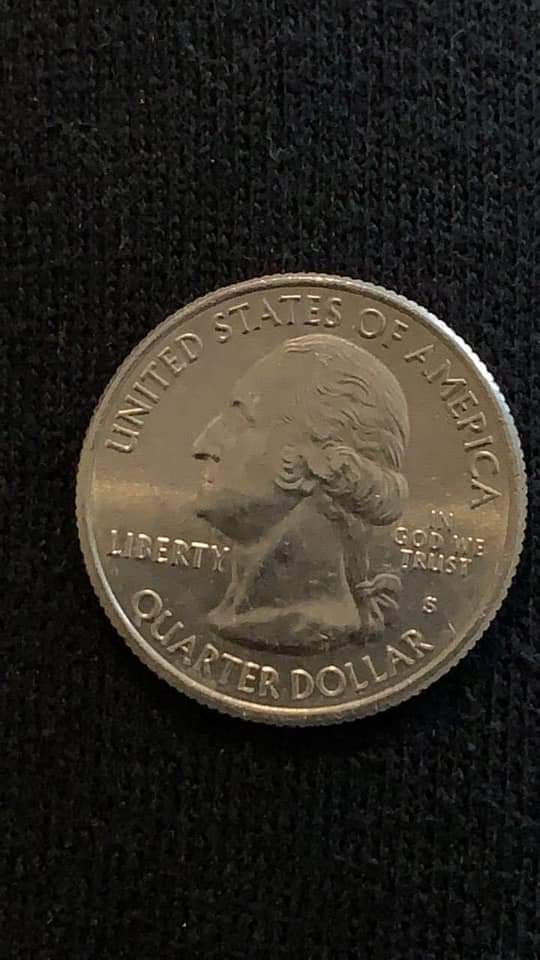 UNITED STATES OF AMERICA
LIBERTY
IN
GOD WE
TRUST
S
QUARTER DOLLAR